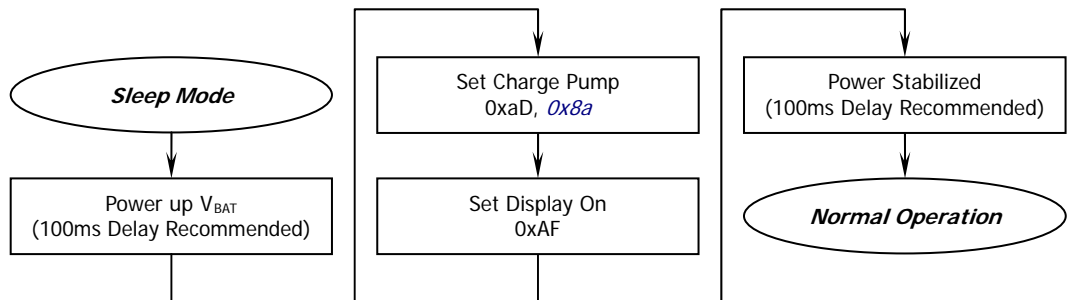 Sleep Mode
Power up VBAT
(100ms Delay Recommended)
Set Charge Pump
0xaD, 0x8a
Set Display On
0xAF
Power Stabilized
(100ms Delay Recommended)
Normal Operation